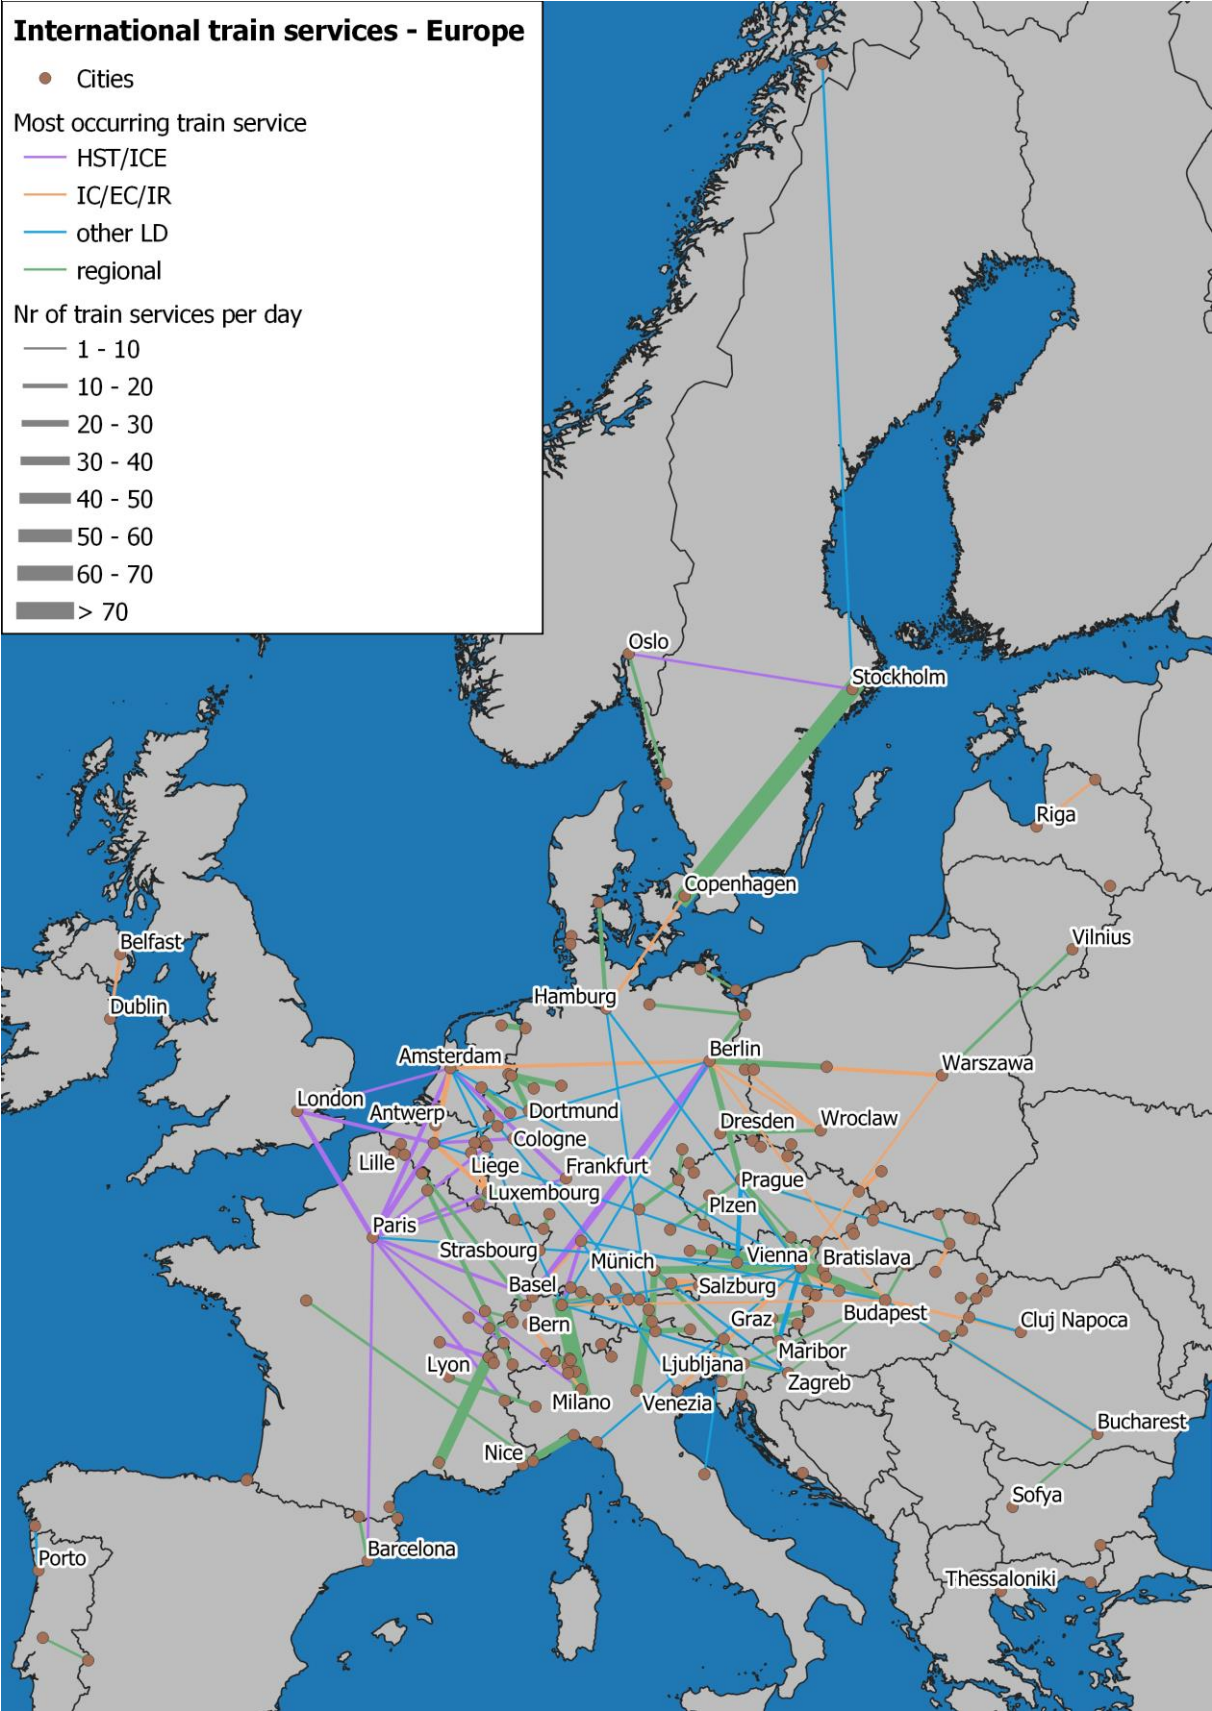 International train services - Europe
Cities
Most occurring train service
HST/ICE
IC/EC/IR
other LD
regional
Nr of train services per day
1 - 10
10 - 20
20 - 30
30 - 40
40 - 50
50 - 60
60 - 70
> 70
Oslo
Stockholm
Riga
Copenhagen
Belfast
Vilnius
Dublin
Hamburg
Amsterdam
Berlin
Warszawa
London
Antwerp
Dortmund
Dresden
Wroclaw
Cologne
Lille
Liege
Frankfurt
Luxembourg
Prague
Plzen
Paris
Strasbourg
Münich
Vienna
Bratislava
Basel
Salzburg
Bern
Graz
Budapest
Cluj Napoca
Lyon
Ljubljana
Maribor
Zagreb
Milano
Venezia
Bucharest
Nice
Sofya
Barcelona
Porto
Thessaloniki